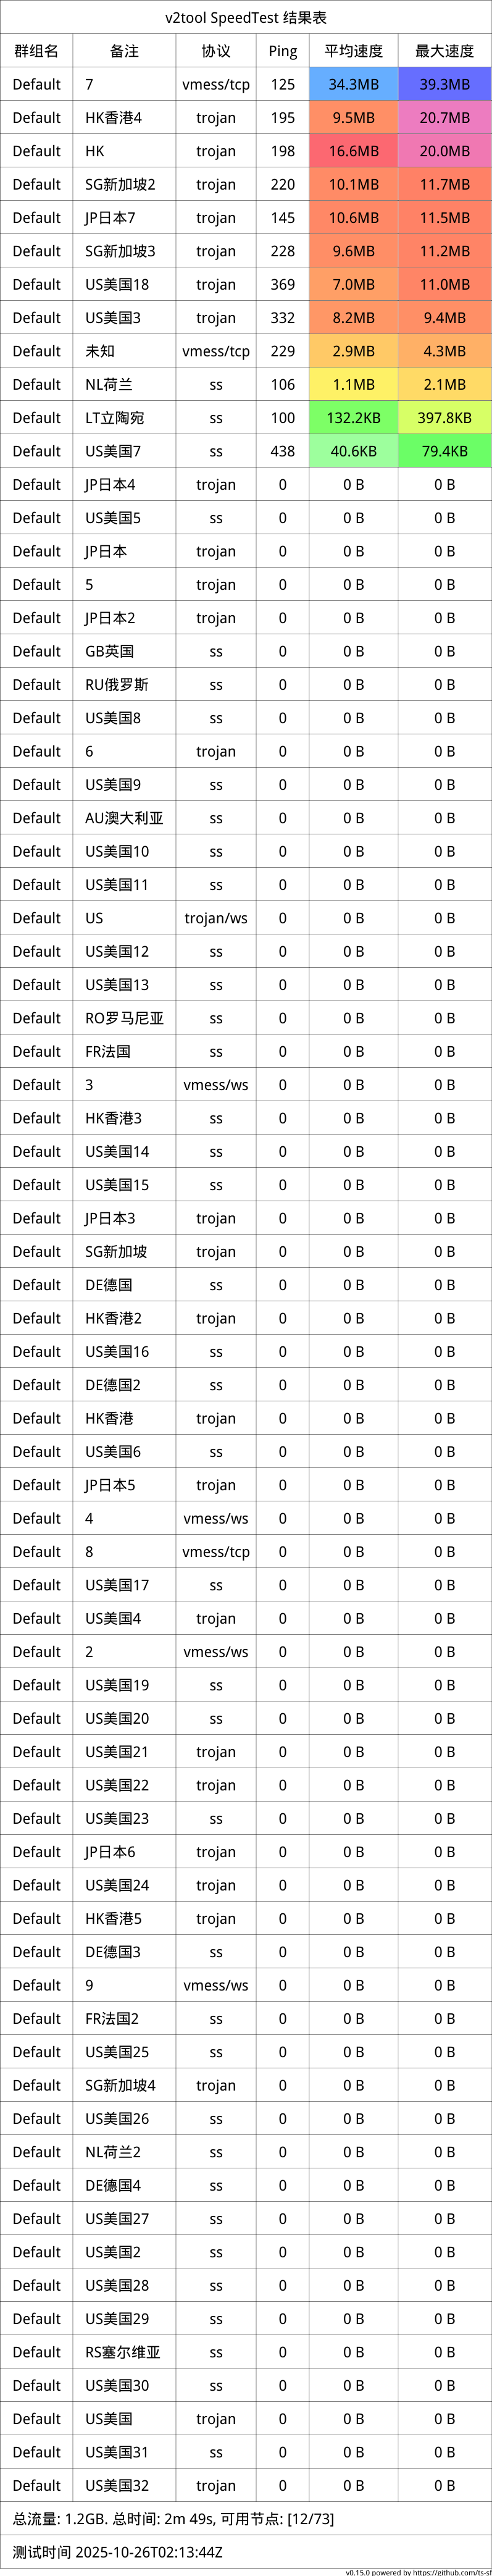 v2tool SpeedTest 结果表
群组名 备注 协议 Ping 平均速度 最大速度
Default 7 vmess/tcp 125 34.3MB 39.3MB
Default HK香港4 trojan 195 9.5MB 20.7MB
Default HK trojan 198 16.6MB 20.0MB
Default SG新加坡2 trojan 220 10.1MB 11.7MB
Default JP日本7 trojan 145 10.6MB 11.5MB
Default SG新加坡3 trojan 228 9.6MB 11.2MB
Default US美国18 trojan 369 7.0MB 11.0MB
Default US美国3 trojan 332 8.2MB 9.4MB
Default 未知 vmess/tcp 229 2.9MB 4.3MB
Default NL荷兰 ss 106 1.1MB 2.1MB
Default LT立陶宛 ss 100 132.2KB 397.8KB
Default US美国7 ss 438 40.6KB 79.4KB
Default JP日本4 trojan 0 0 B 0 B
Default US美国5 ss 0 0 B 0 B
Default JP日本 trojan 0 0 B 0 B
Default 5 trojan 0 0 B 0 B
Default JP日本2 trojan 0 0 B 0 B
Default GB英国 ss 0 0 B 0 B
Default RU俄罗斯 ss 0 0 B 0 B
Default US美国8 ss 0 0 B 0 B
Default 6 trojan 0 0 B 0 B
Default US美国9 ss 0 0 B 0 B
Default AU澳大利亚 ss 0 0 B 0 B
Default US美国10 ss 0 0 B 0 B
Default US美国11 ss 0 0 B 0 B
Default US trojan/ws 0 0 B 0 B
Default US美国12 ss 0 0 B 0 B
Default US美国13 ss 0 0 B 0 B
Default RO罗马尼亚 ss 0 0 B 0 B
Default FR法国 ss 0 0 B 0 B
Default 3 vmess/ws 0 0 B 0 B
Default HK香港3 ss 0 0 B 0 B
Default US美国14 ss 0 0 B 0 B
Default US美国15 ss 0 0 B 0 B
Default JP日本3 trojan 0 0 B 0 B
Default SG新加坡 trojan 0 0 B 0 B
Default DE德国 ss 0 0 B 0 B
Default HK香港2 trojan 0 0 B 0 B
Default US美国16 ss 0 0 B 0 B
Default DE德国2 ss 0 0 B 0 B
Default HK香港 trojan 0 0 B 0 B
Default US美国6 ss 0 0 B 0 B
Default JP日本5 trojan 0 0 B 0 B
Default 4 vmess/ws 0 0 B 0 B
Default 8 vmess/tcp 0 0 B 0 B
Default US美国17 ss 0 0 B 0 B
Default US美国4 trojan 0 0 B 0 B
Default 2 vmess/ws 0 0 B 0 B
Default US美国19 ss 0 0 B 0 B
Default US美国20 ss 0 0 B 0 B
Default US美国21 trojan 0 0 B 0 B
Default US美国22 trojan 0 0 B 0 B
Default US美国23 ss 0 0 B 0 B
Default JP日本6 trojan 0 0 B 0 B
Default US美国24 trojan 0 0 B 0 B
Default HK香港5 trojan 0 0 B 0 B
Default DE德国3 ss 0 0 B 0 B
Default 9 vmess/ws 0 0 B 0 B
Default FR法国2 ss 0 0 B 0 B
Default US美国25 ss 0 0 B 0 B
Default SG新加坡4 trojan 0 0 B 0 B
Default US美国26 ss 0 0 B 0 B
Default NL荷兰2 ss 0 0 B 0 B
Default DE德国4 ss 0 0 B 0 B
Default US美国27 ss 0 0 B 0 B
Default US美国2 ss 0 0 B 0 B
Default US美国28 ss 0 0 B 0 B
Default US美国29 ss 0 0 B 0 B
Default RS塞尔维亚 ss 0 0 B 0 B
Default US美国30 ss 0 0 B 0 B
Default US美国 trojan 0 0 B 0 B
Default US美国31 ss 0 0 B 0 B
Default US美国32 trojan 0 0 B 0 B
总流量: 1.2GB. 总时间: 2m 49s, 可用节点: [12/73]
测试时间 2025-10-26T02:13:44Z
v0.15.0 powered by https://github.com/ts-sf